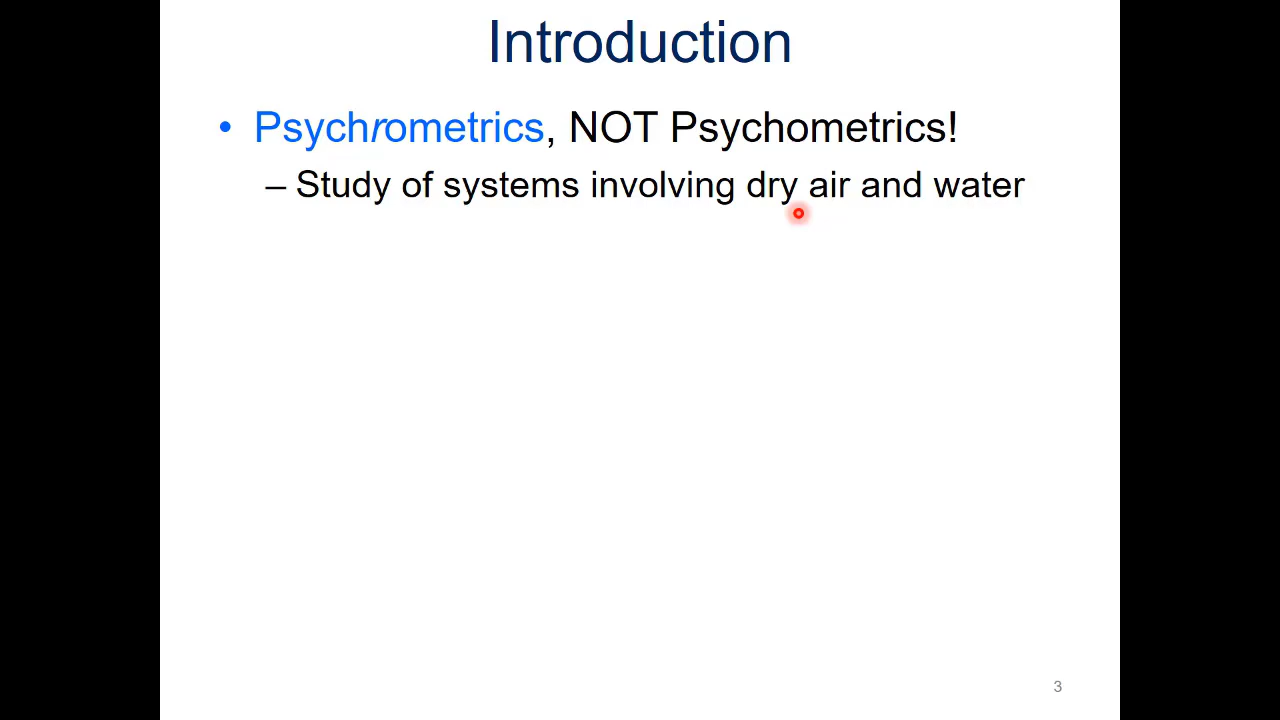 Introduction
• Psychrometrics, NOT Psychometrics!
– Study of systems involving dry air and water
3